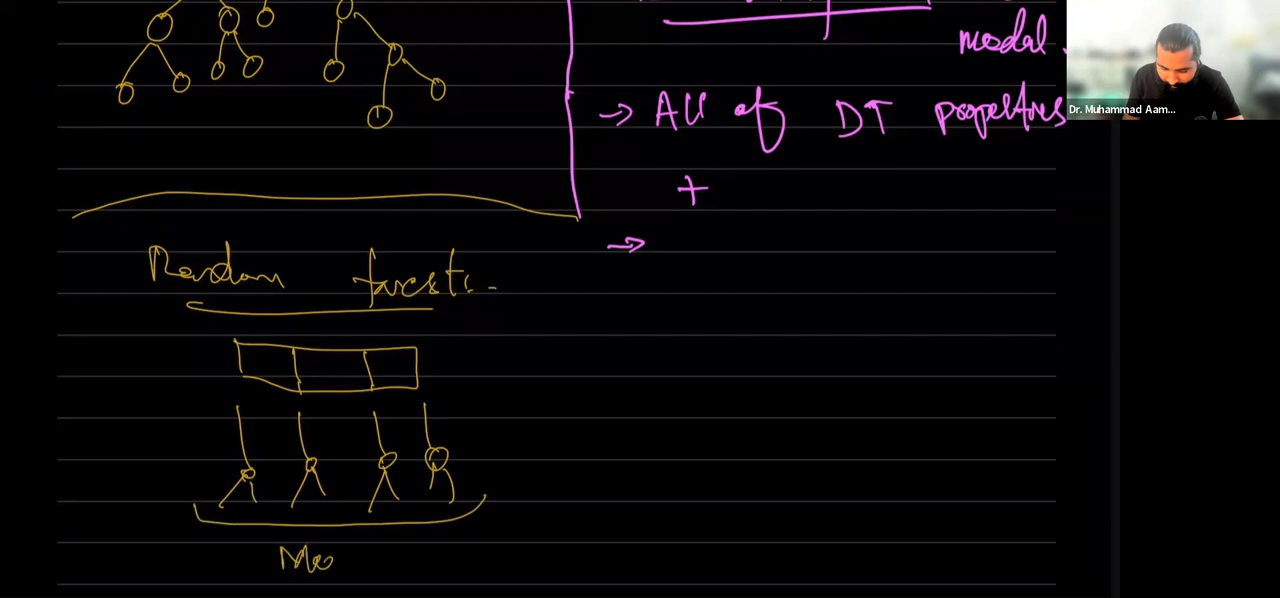 modal.
Dr. Muhammad Aam...
→ All of DT properties
+
→
Random forest.
Mo